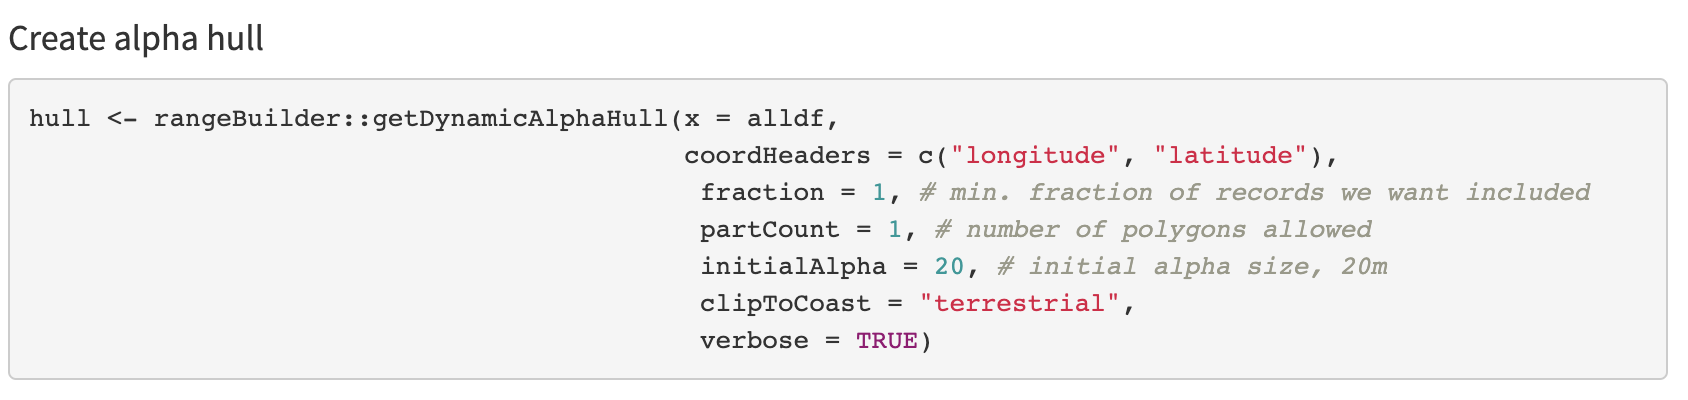 Create alpha hull
hull <- rangeBuilder::getDynamicAlphaHull(x = alldf,
coordHeaders = c("longitude", "latitude"),
fraction = 1, # min. fraction of records we want included
partCount = 1, # number of polygons allowed
initialAlpha = 20, # initial alpha size, 20m
clipToCoast = "terrestrial",
verbose = TRUE)